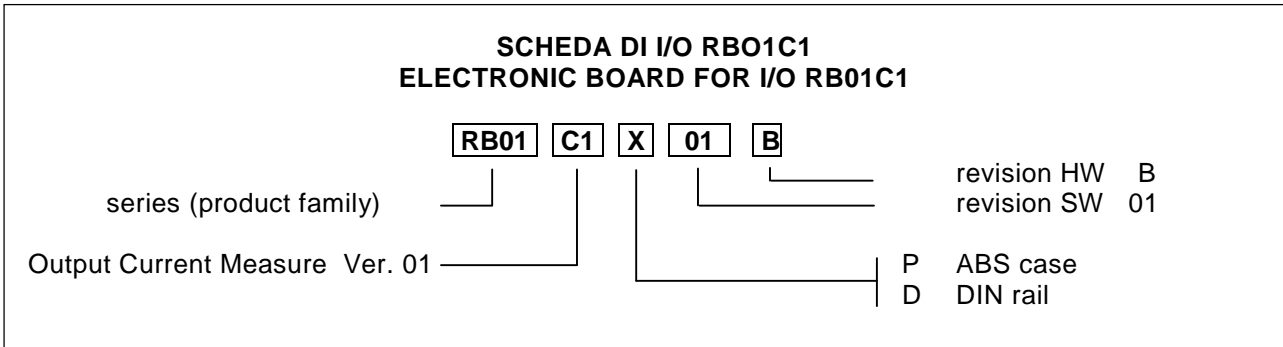 SCHEDA DI I/O RBO1C1
ELECTRONIC BOARD FOR I/O RB01C1
RB01 C1 X 01 B
revision HW B
series (product family) revision SW 01
Output Current Measure Ver. 01 P ABS case
D DIN rail